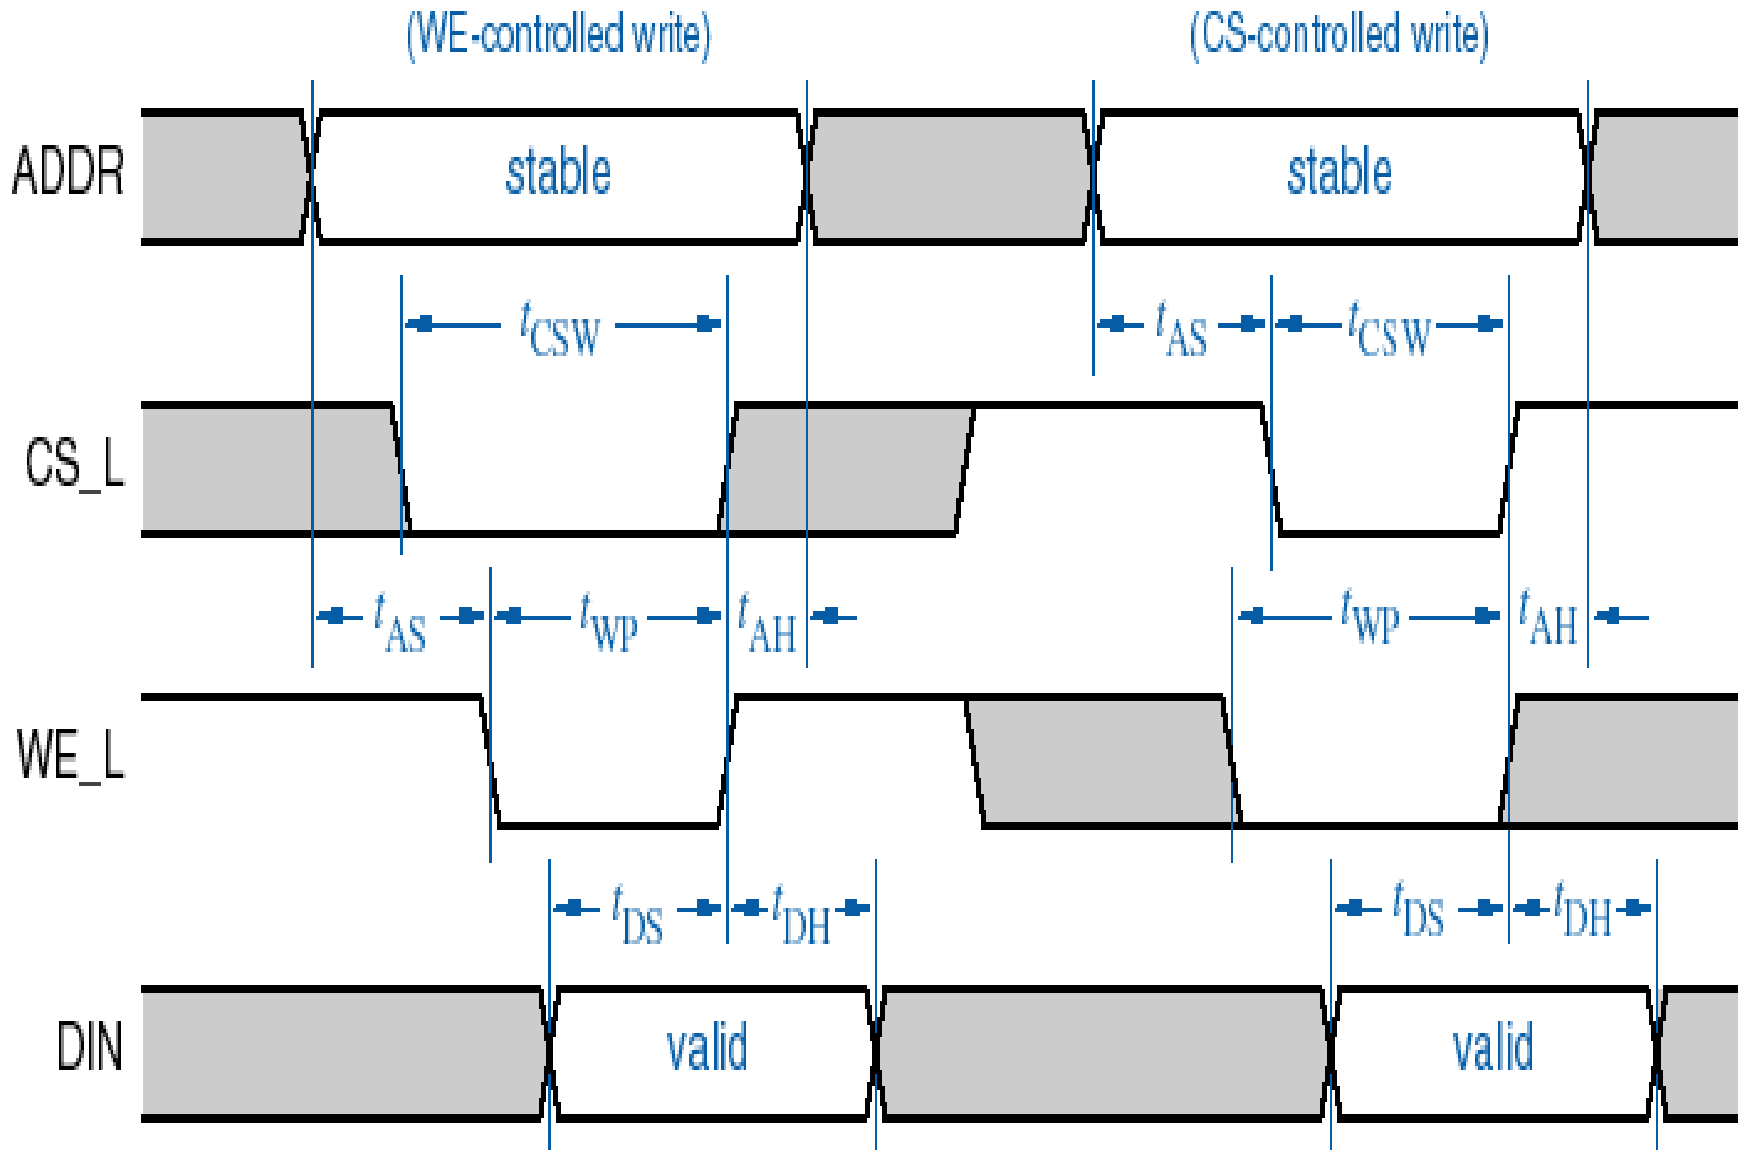 (WE-controlled write) (CS-controlled write)
ADDR stable stable
tCSW tAS tCSW
CS_L
tAS tWP tAH tWP tAH
WE_L
tDS tDH tDS tDH
DIN valid valid